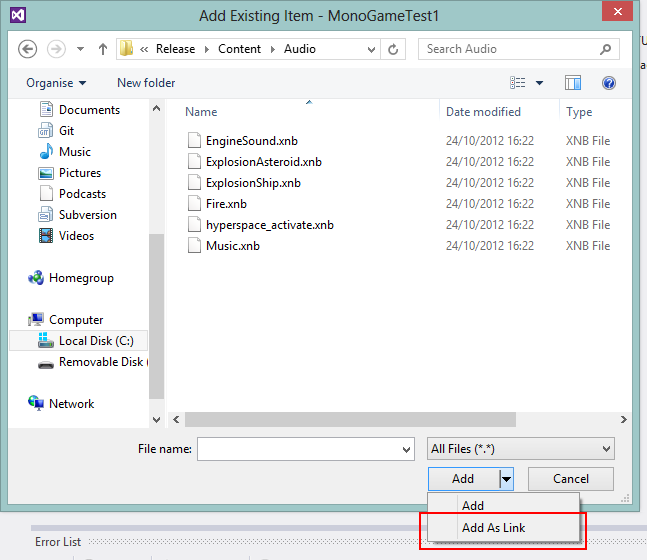 Add Existing Item - MonoGameTest1
« Release Content Audio
Search Audio
Organise
New folder
Name Date modified Type
Documents
Git
Music
Pictures
Podcasts
Subversion
Videos
Homegroup
Computer
Local Disk (C:)
Removable Disk (
Network
EngineSound.xnb 24/10/2012 16:22 XNB File
ExplosionAsteroid.xnb 24/10/2012 16:22 XNB File
ExplosionShip.xnb 24/10/2012 16:22 XNB File
Fire.xnb 24/10/2012 16:22 XNB File
hyperspace_activate.xnb 24/10/2012 16:22 XNB File
Music.xnb 24/10/2012 16:22 XNB File
File name:
All Files (*.*)
Add
Cancel
Add
Add As Link
Error List